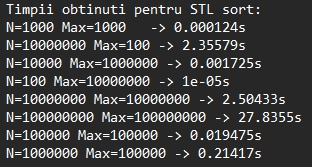 Timpii obtinuti pentru STL sort:
N=1000 Max=1000   -> 0.000124s
N=10000000 Max=100 -> 2.35579s
N=10000 Max=10000000 -> 0.001725s
N=100 Max=10000000 -> 1e-05s
N=10000000 Max=10000000 -> 2.50433s
N=100000000 Max=100000000 -> 27.8355s
N=100000 Max=100000 -> 0.019475s
N=1000000 Max=100000 -> 0.21417s